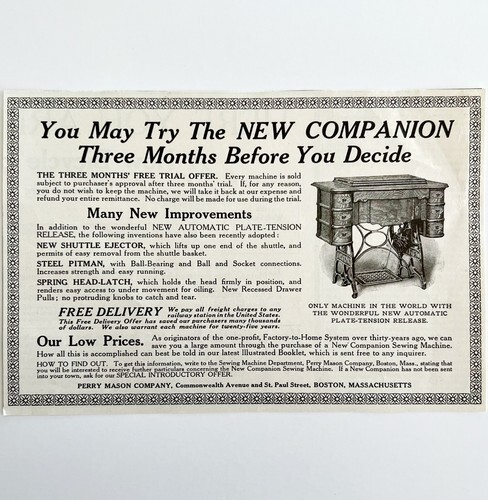 You May Try The NEW COMPANION
Three Months Before You Decide
THE THREE MONTHS' FREE TRIAL OFFER. Every machine is sold
subject to purchaser's approval after three months' trial. If, for any reason,
you do not wish to keep the machine, we will take it back at our expense and
refund your entire remittance. No charge will be made for use during the trial.
Many New Improvements
In addition to the wonderful NEW AUTOMATIC PLATE-TENSION
RELEASE, the following inventions have also been recently adopted:
NEW SHUTTLE EJECTOR, which lifts up one end of the shuttle, and
permits of easy removal from the shuttle basket.
STEEL PITMAN, with Ball-Bearing and Ball and Socket connections.
Increases strength and easy running.
SPRING HEAD-LATCH, which holds the head firmly in position, and
renders easy access to under movement for oiling. New Recessed Drawer
Pulls; no protruding knobs to catch and tear.
ONLY MACHINE IN THE WORLD WITH
THE WONDERFUL NEW AUTOMATIC
PLATE-TENSION RELEASE.
FREE DELIVERY We pay all freight charges to any
railway station in the United States.
This Free Delivery Offer has saved our purchasers many thousands
of dollars. We also warrant each machine for twenty-five years.
Our Low Prices. As originators of the one-profit, Factory-to-Home System over thirty years ago, we can
save you a large amount through the purchase of a New Companion Sewing Machine.
How all this is accomplished can best be told in our latest Illustrated Booklet, which is sent free to any inquirer.
HOW TO FIND OUT. To get this information, write to the Sewing Machine Department, Perry Mason Company, Boston, Mass., stating that
you will be interested to receive further particulars concerning the New Companion Sewing Machine. If a New Companion has not been sent
into your town, ask for our SPECIAL INTRODUCTORY OFFER.
PERRY MASON COMPANY, Commonwealth Avenue and St. Paul Street, BOSTON, MASSACHUSETTS